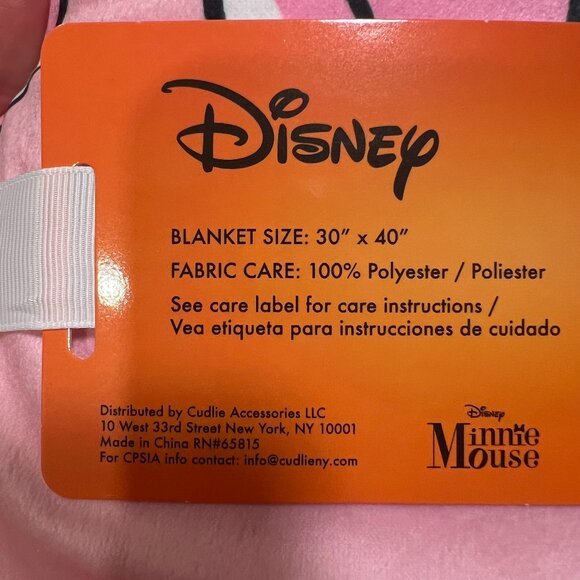 Disney
BLANKET SIZE: 30" x 40"
FABRIC CARE: 100% Polyester / Poliester
See care label for care instructions /
Vea etiqueta para instrucciones de cuidado
Distributed by Cudlie Accessories LLC
10 West 33rd Street New York, NY 10001
Made in China RN#65815
For CPSIA info contact: info@cudlieny.com
Disney
Minnie
Mouse